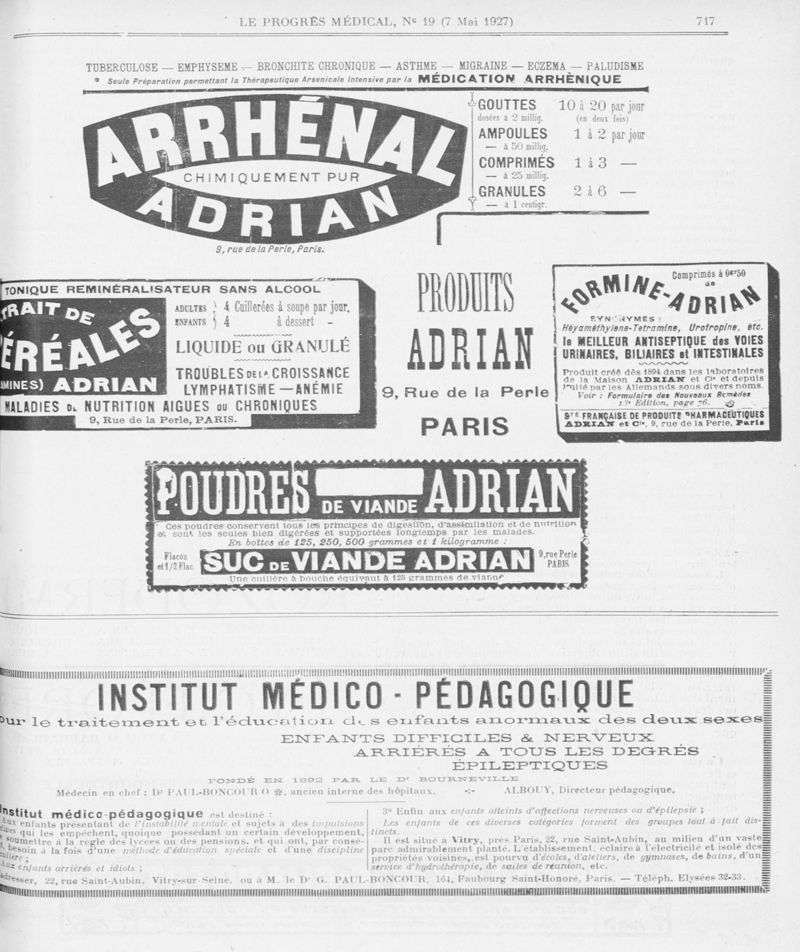 LE PROGRÈS MÉDICAL, No 19 (7 Mai 1927)
717
TUBERCULOSE — EMPHYSEME — BRONCHITE CHRONIQUE — ASTHME — MIGRAINE — ECZEMA — PALUDISME
Seule Préparation permettant la Thérapeutique Arsenicale Intensive par la MÉDICATION ARRHÉNIQUE
ARRHÉNAL
CHIMIQUEMENT PUR
ADRIAN
9, rue de la Perle, Paris.
GOUTTES 10 à 20 par jour
dosées à 2 millig. (en deux fois)
AMPOULES 1 à 2 par jour
— à 50 millig.
COMPRIMÉS 1 à 3 —
— à 25 millig.
GRANULES 2 à 6 —
— à 1 centigr.
TONIQUE REMINÉRALISATEUR SANS ALCOOL
TRAIT DE
CÉRÉALES
AMINES) ADRIAN
ADULTES 4 Cuillerées à soupe par jour.
ENFANTS 4 à dessert -
LIQUIDE ou GRANULÉ
TROUBLES DE LA CROISSANCE
LYMPHATISME — ANÉMIE
MALADIES DE NUTRITION AIGUES OU CHRONIQUES
9, Rue de la Perle, PARIS.
PRODUITS
ADRIAN
9, Rue de la Perle
PARIS
Comprimés à 0gr50
de
FORMINE-ADRIAN
SYNONYMES :
Héxaméthylène-Tetramine, Urotropine, etc.
le MEILLEUR ANTISEPTIQUE des VOIES
URINAIRES, BILIAIRES et INTESTINALES
Produit créé dès 1894 dans les laboratoires
de la Maison ADRIAN et Cie et depuis
imité par les Allemands sous divers noms.
Voir : Formulaire des Nouveaux Remèdes
13e Edition, page 76.
Sté FRANÇAISE DE PRODUITS PHARMACEUTIQUES
ADRIAN et Cie, 9, rue de la Perle, Paris
POUDRES DE VIANDE ADRIAN
Ces poudres conservent tous les principes de digestion, d'assimilation et de nutrition
et sont les seules bien digérées et supportées longtemps par les malades.
En boîtes de 125, 250, 500 grammes et 1 kilogramme :
Flacon
et 1/2 Flac.
SUC DE VIANDE ADRIAN
9, rue Perle
PARIS
Une cuillère à bouche équivaut à 125 grammes de viande
INSTITUT MÉDICO - PÉDAGOGIQUE
our le traitement et l'éducation des enfants anormaux des deux sexes
ENFANTS DIFFICILES & NERVEUX
ARRIÉRÉS A TOUS LES DEGRÉS
ÉPILEPTIQUES
FONDÉ EN 1892 PAR LE Dr BOURNEVILLE
Médecin en chef : Dr PAUL-BONCOUR O ✻, ancien interne des hôpitaux. -:- ALBOUY, Directeur pédagogique.
Institut médico-pédagogique est destiné :
Aux enfants présentant de l'instabilité mentale et sujets à des impulsions
qui les empêchent, quoique possédant un certain développement,
soumettre à la règle des lycées ou des pensions. et qui ont, par consé-
besoin à la fois d'une méthode d'éducation spéciale et d'une discipline
Aux enfants arriérés et idiots ;
3o Enfin aux enfants atteints d'affections nerveuses ou d'épilepsie ;
Les enfants de ces diverses catégories forment des groupes tout à fait dis-
tincts.
Il est situé à Vitry, près Paris, 22, rue Saint-Aubin, au milieu d'un vaste
parc admirablement planté. L'établissement, éclairé à l'électricité et isolé des
propriétés voisines, est pourvu d'écoles, d'ateliers, de gymnases, de bains, d'un
service d'hydrothérapie, de salles de réunion, etc.
adresser, 22, rue Saint-Aubin. Vitry-sur-Seine. ou à M. le Dr G. PAUL-BONCOUR, 164, Faubourg Saint-Honoré, Paris. — Téléph. Elysées 32-33.